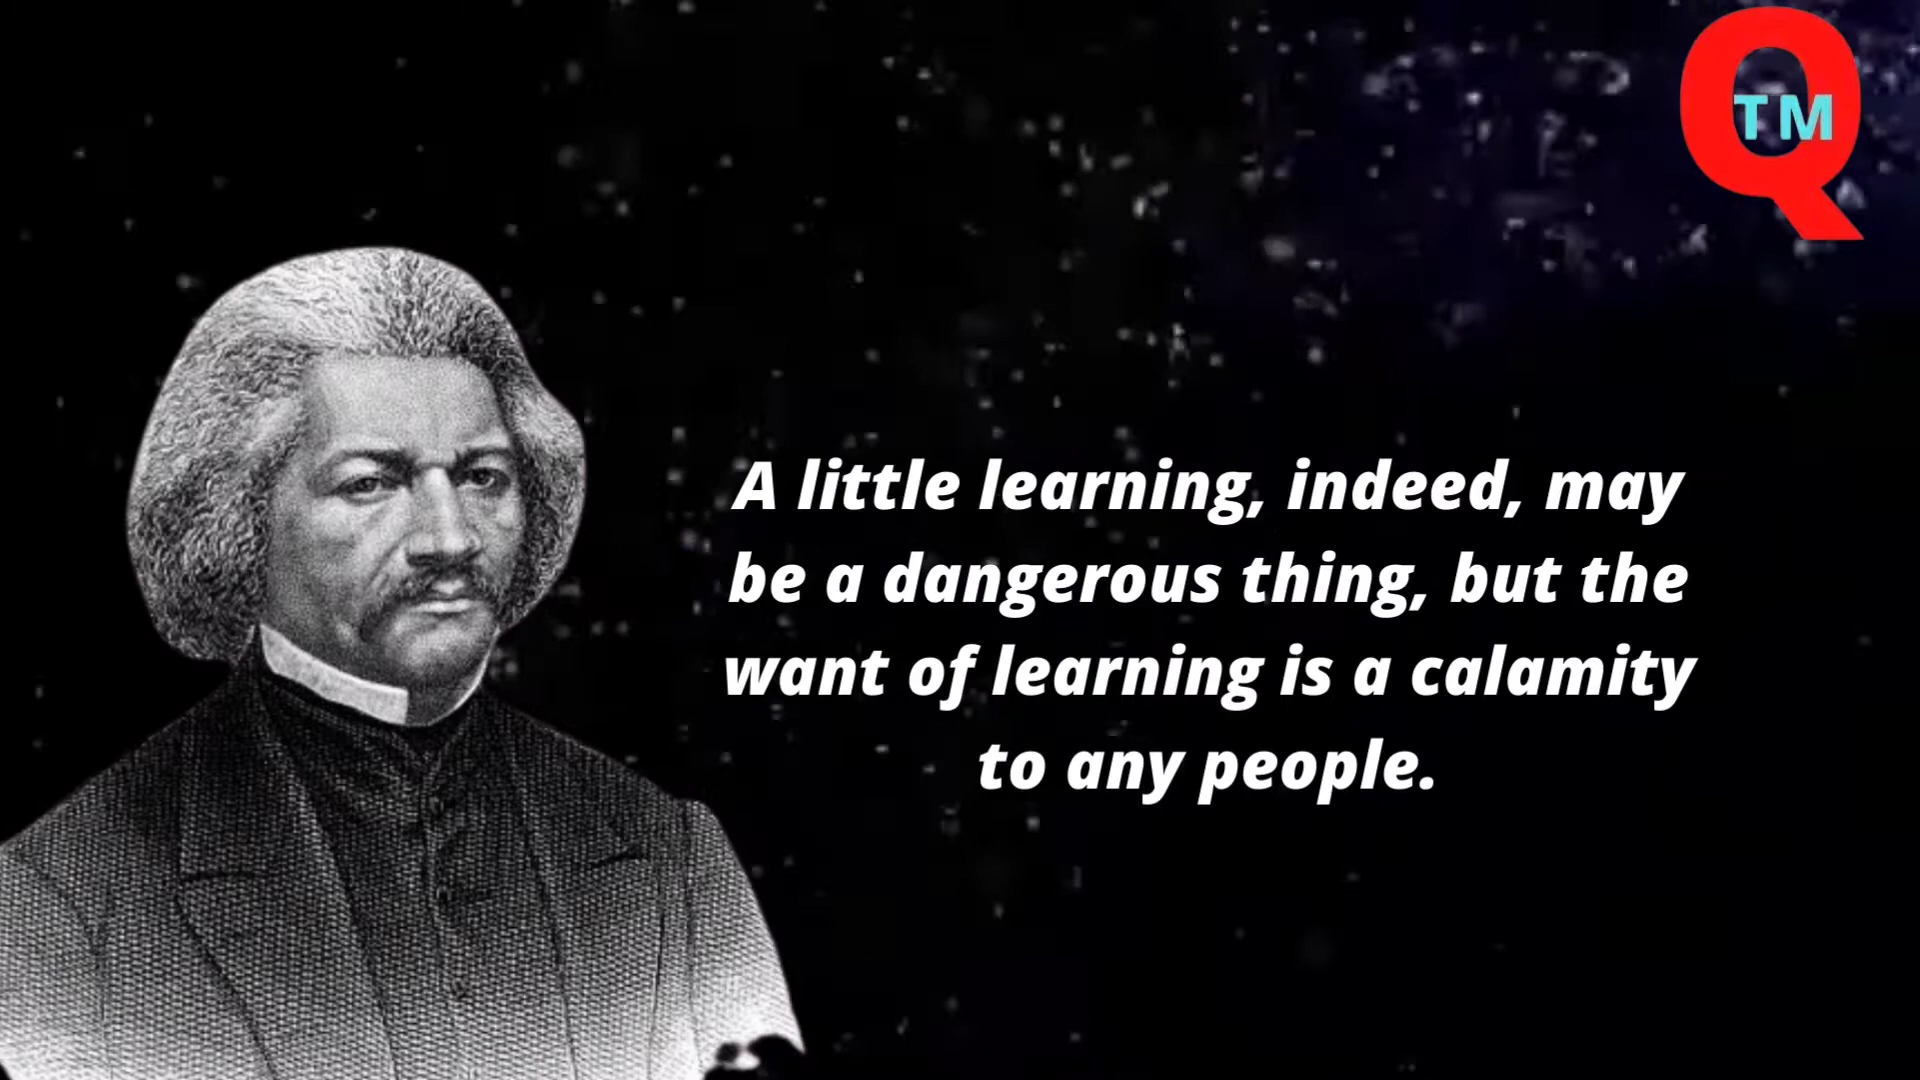 Q
TM
A little learning, indeed, may
be a dangerous thing, but the
want of learning is a calamity
to any people.